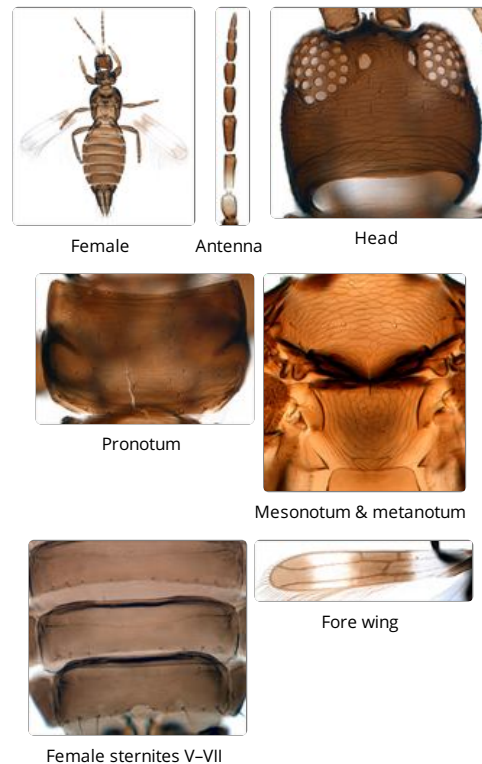 Female
Antenna
Head
Pronotum
Mesonotum & metanotum
Fore wing
Female sternites V–VII